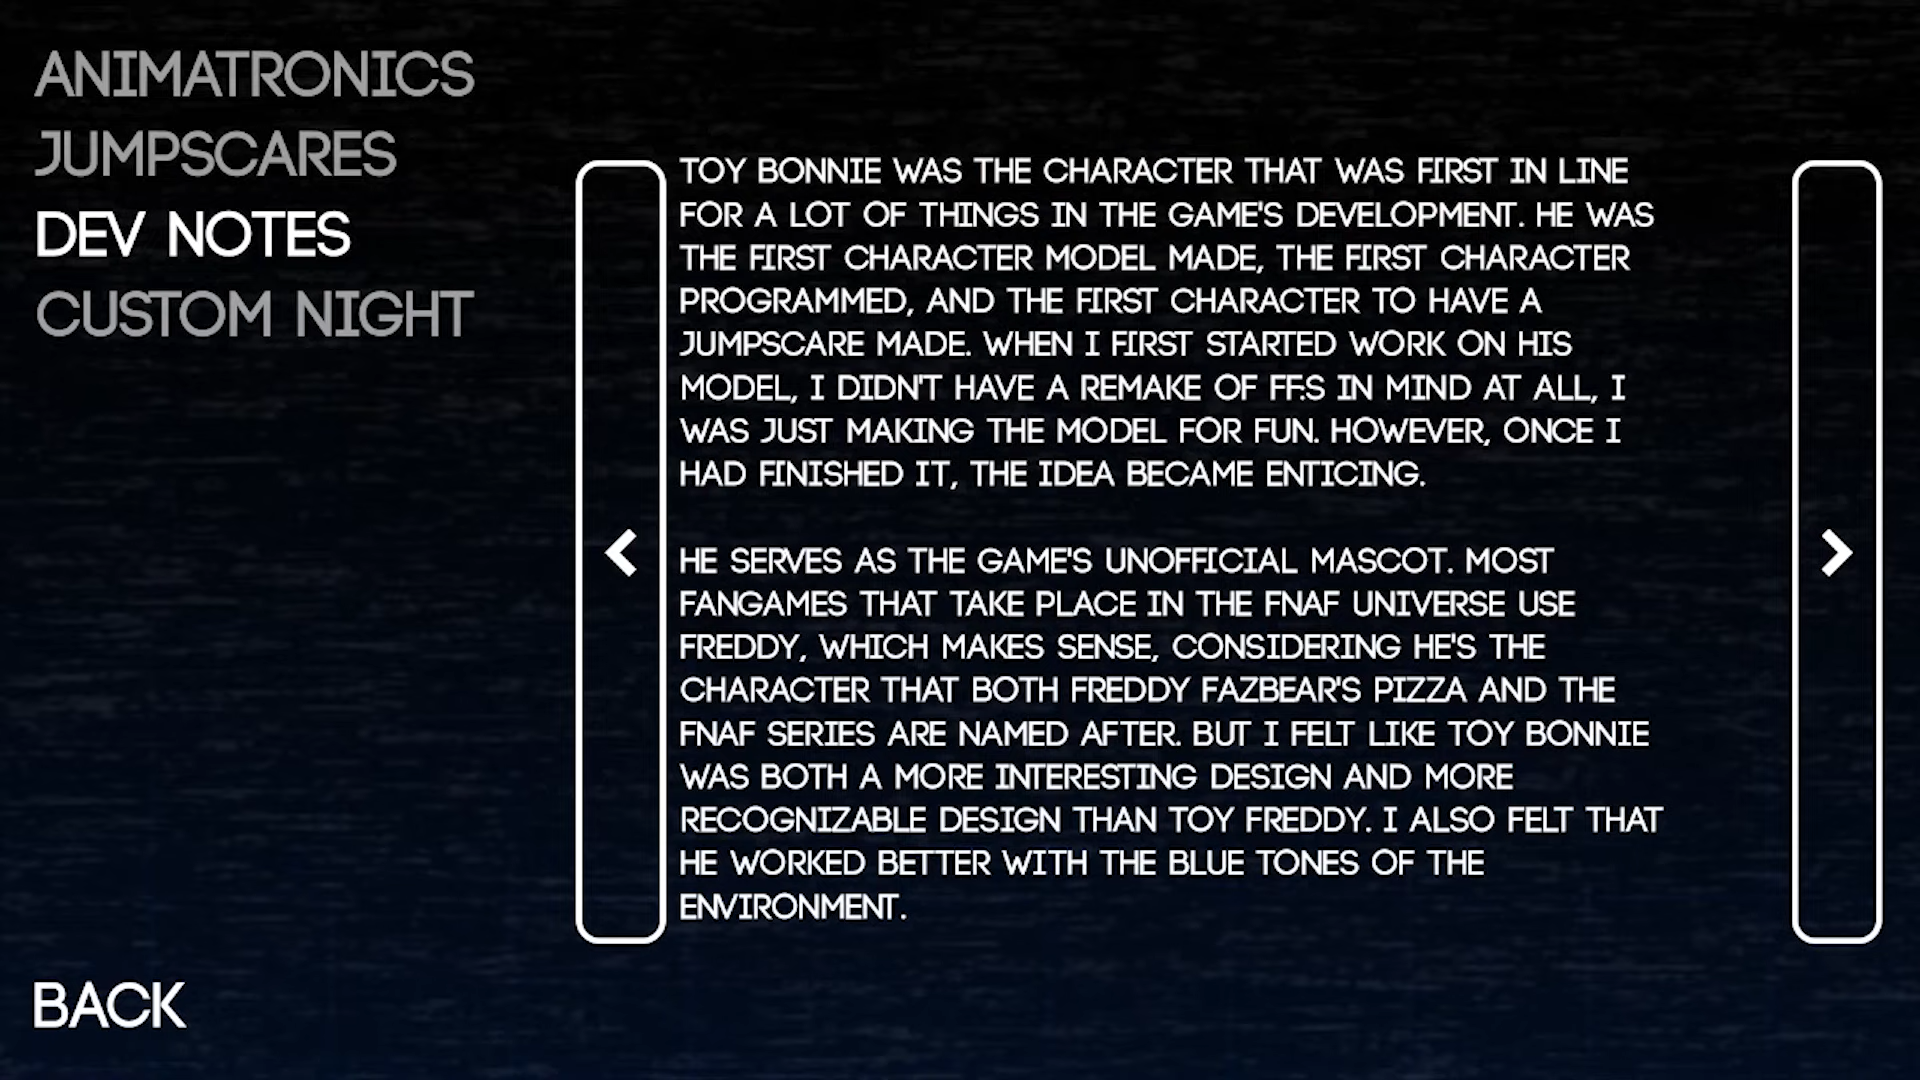 ANIMATRONICS
JUMPSCARES
DEV NOTES
CUSTOM NIGHT
TOY BONNIE WAS THE CHARACTER THAT WAS FIRST IN LINE
FOR A LOT OF THINGS IN THE GAME'S DEVELOPMENT. HE WAS
THE FIRST CHARACTER MODEL MADE, THE FIRST CHARACTER
PROGRAMMED, AND THE FIRST CHARACTER TO HAVE A
JUMPSCARE MADE. WHEN I FIRST STARTED WORK ON HIS
MODEL, I DIDN'T HAVE A REMAKE OF FF:S IN MIND AT ALL, I
WAS JUST MAKING THE MODEL FOR FUN. HOWEVER, ONCE I
HAD FINISHED IT, THE IDEA BECAME ENTICING.
HE SERVES AS THE GAME'S UNOFFICIAL MASCOT. MOST
FANGAMES THAT TAKE PLACE IN THE FNAF UNIVERSE USE
FREDDY, WHICH MAKES SENSE, CONSIDERING HE'S THE
CHARACTER THAT BOTH FREDDY FAZBEAR'S PIZZA AND THE
FNAF SERIES ARE NAMED AFTER. BUT I FELT LIKE TOY BONNIE
WAS BOTH A MORE INTERESTING DESIGN AND MORE
RECOGNIZABLE DESIGN THAN TOY FREDDY. I ALSO FELT THAT
HE WORKED BETTER WITH THE BLUE TONES OF THE
ENVIRONMENT.
BACK